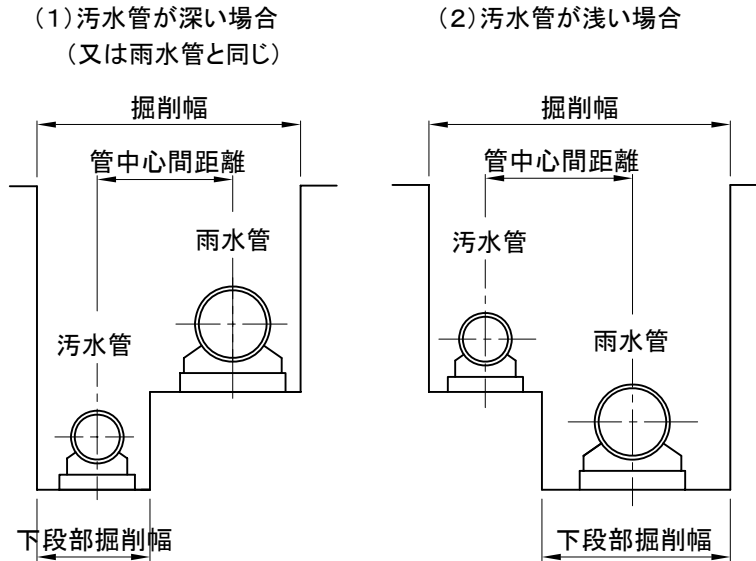 (1)汚水管が深い場合
(又は雨水管と同じ)
掘削幅
管中心間距離
雨水管
汚水管
下段部掘削幅
(2)汚水管が浅い場合
掘削幅
管中心間距離
汚水管
雨水管
下段部掘削幅